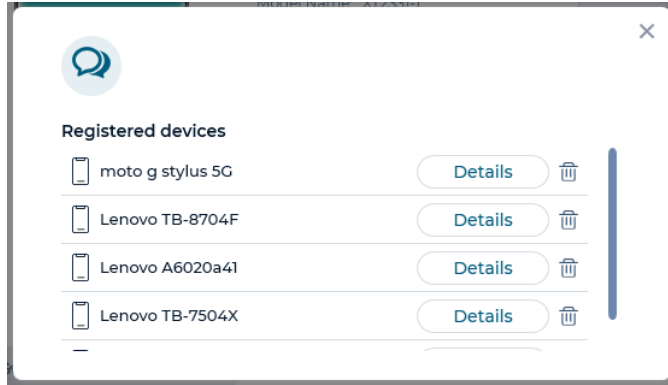 Registered devices
moto g stylus 5G Details
Lenovo TB-8704F Details
Lenovo A6020a41 Details
Lenovo TB-7504X Details